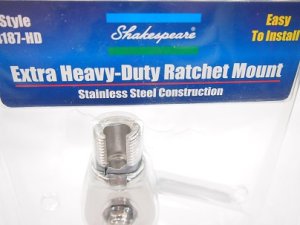 Style
Shakespeare
Easy
187-HD
To Install
Extra Heavy-Duty Ratchet Mount
Stainless Steel Construction